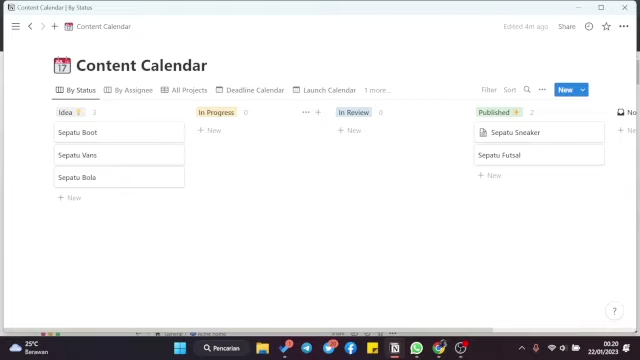 Content Calendar | By Status
Content Calendar
Edited 4m ago
Share
Content Calendar
By Status
By Assignee
All Projects
Deadline Calendar
Launch Calendar
1 more...
Filter
Sort
New
Idea 3
In Progress 0
In Review 0
Published 2
No
Sepatu Boot
Sepatu Vans
Sepatu Bola
+ New
+ New
+ New
Sepatu Sneaker
Sepatu Futsal
+ New
+ Ne
?
25°C
Berawan
Pencarian
00.20
22/01/2023